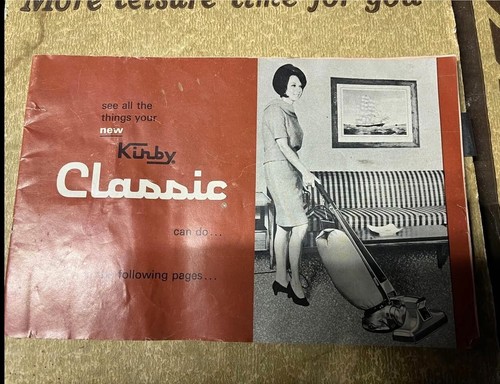 More leisure time for you
see all the
things your
new
Kirby
Classic
can do...
following pages...